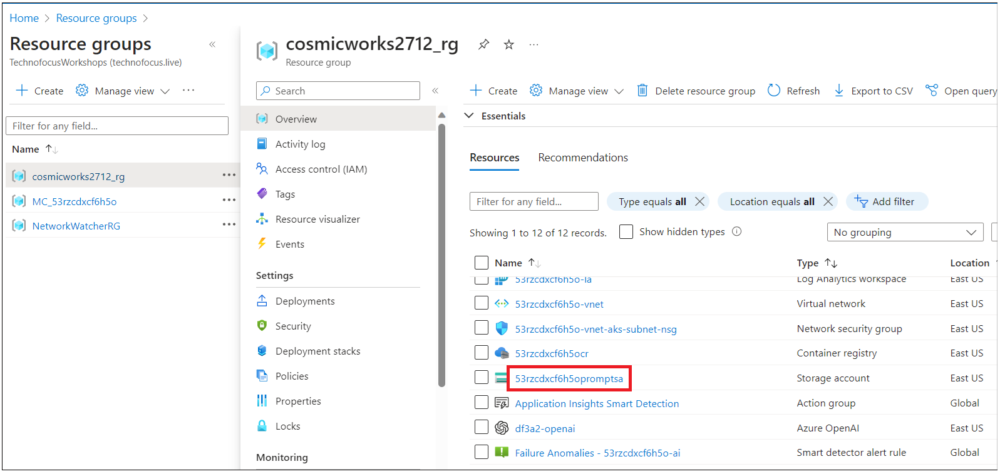 Home > Resource groups >
Resource groups
TechnofocusWorkshops (technofocus.live)
Create
Manage view
Filter for any field...
Name
cosmicworks2712_rg
MC_53rzcdxcf6h5o
NetworkWatcherRG
cosmicworks2712_rg
Resource group
Search
Overview
Activity log
Access control (IAM)
Tags
Resource visualizer
Events
Settings
Deployments
Security
Deployment stacks
Policies
Properties
Locks
Monitoring
Create
Manage view
Delete resource group
Refresh
Export to CSV
Open query
Essentials
Resources
Recommendations
Filter for any field...
Type equals all
Location equals all
Add filter
Showing 1 to 12 of 12 records.
Show hidden types
No grouping
Name Type Location
53rzcdxcf6h5o-la Log Analytics workspace East US
53rzcdxcf6h5o-vnet Virtual network East US
53rzcdxcf6h5o-vnet-aks-subnet-nsg Network security group East US
53rzcdxcf6h5ocr Container registry East US
53rzcdxcf6h5opromptsa Storage account East US
Application Insights Smart Detection Action group Global
df3a2-openai Azure OpenAI East US
Failure Anomalies - 53rzcdxcf6h5o-ai Smart detector alert rule Global